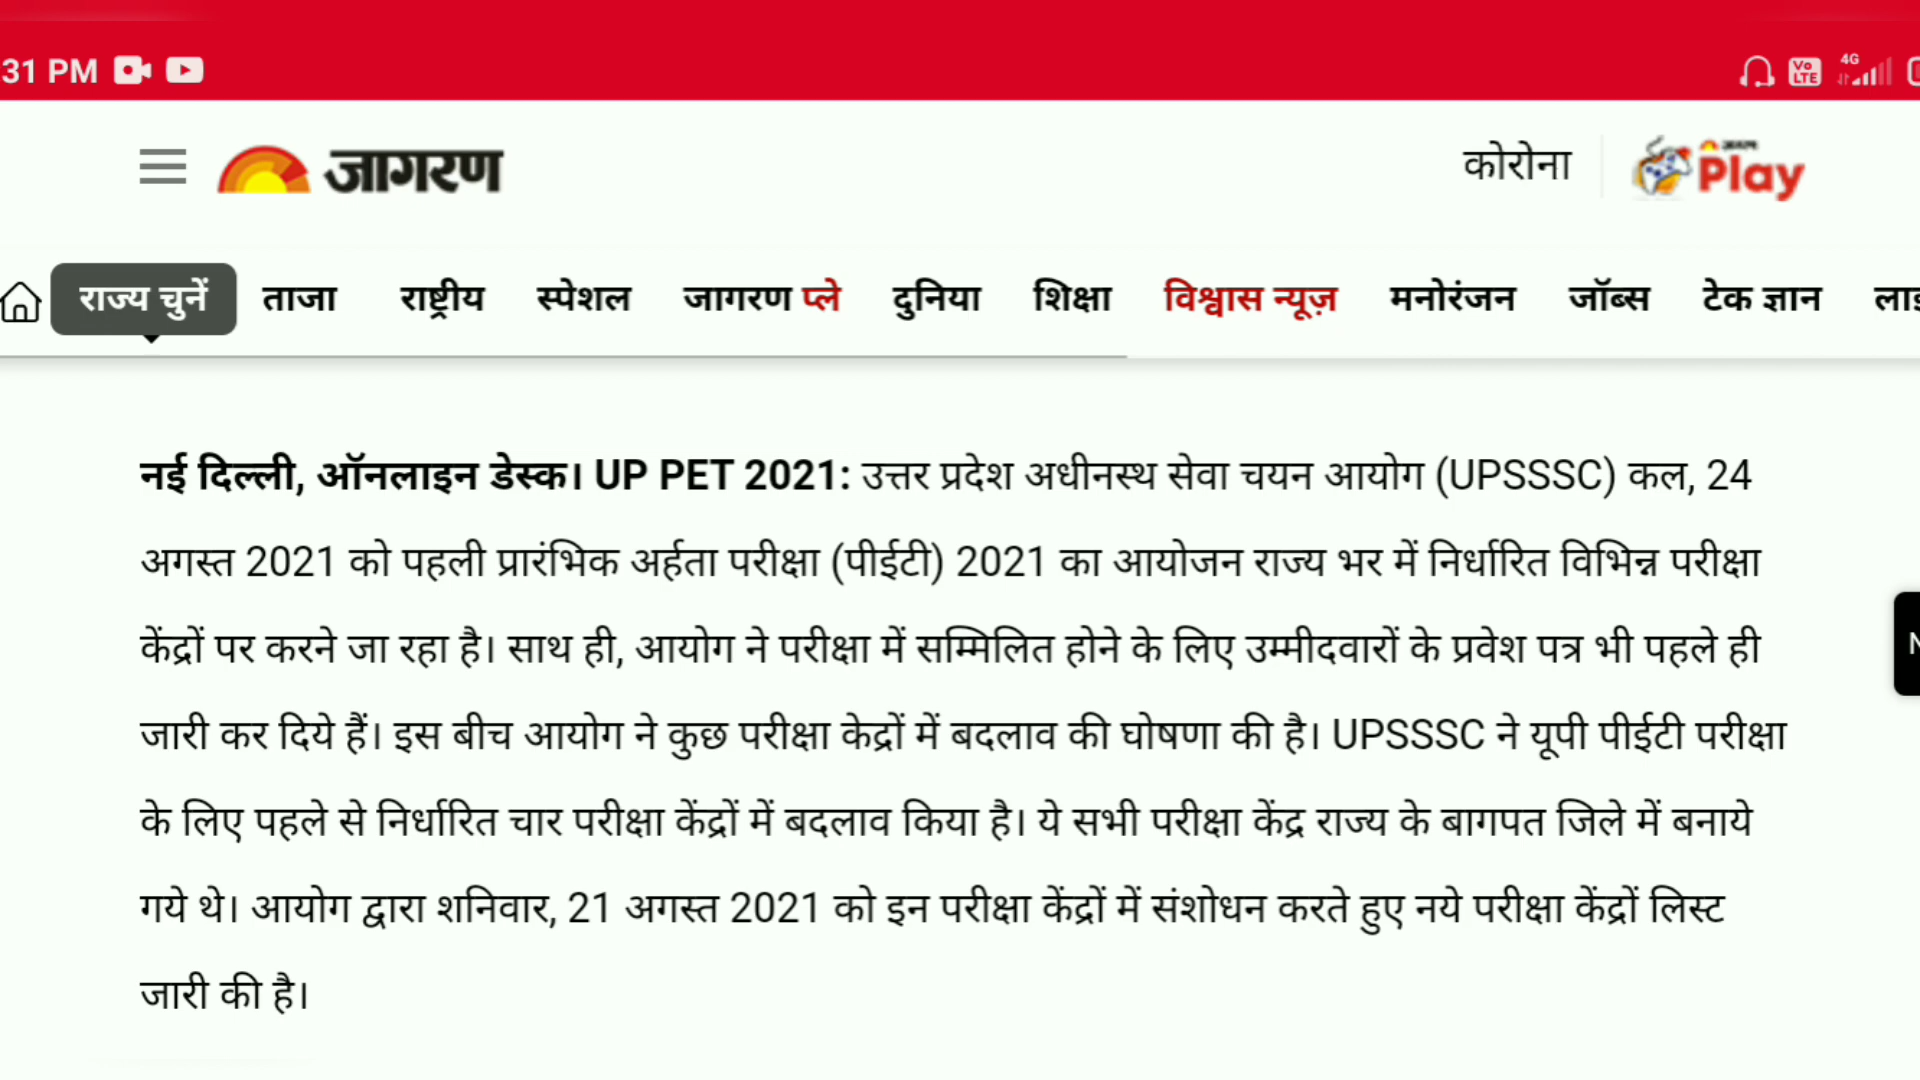 31 PM
Vo LTE 4G
जागरण
कोरोना
Play
राज्य चुनें ताजा राष्ट्रीय स्पेशल जागरण प्ले दुनिया शिक्षा विश्वास न्यूज़ मनोरंजन जॉब्स टेक ज्ञान
नई दिल्ली, ऑनलाइन डेस्क। UP PET 2021: उत्तर प्रदेश अधीनस्थ सेवा चयन आयोग (UPSSSC) कल, 24
अगस्त 2021 को पहली प्रारंभिक अर्हता परीक्षा (पीईटी) 2021 का आयोजन राज्य भर में निर्धारित विभिन्न परीक्षा
केंद्रों पर करने जा रहा है। साथ ही, आयोग ने परीक्षा में सम्मिलित होने के लिए उम्मीदवारों के प्रवेश पत्र भी पहले ही
जारी कर दिये हैं। इस बीच आयोग ने कुछ परीक्षा केद्रों में बदलाव की घोषणा की है। UPSSSC ने यूपी पीईटी परीक्षा
के लिए पहले से निर्धारित चार परीक्षा केंद्रों में बदलाव किया है। ये सभी परीक्षा केंद्र राज्य के बागपत जिले में बनाये
गये थे। आयोग द्वारा शनिवार, 21 अगस्त 2021 को इन परीक्षा केंद्रों में संशोधन करते हुए नये परीक्षा केंद्रों लिस्ट
जारी की है।